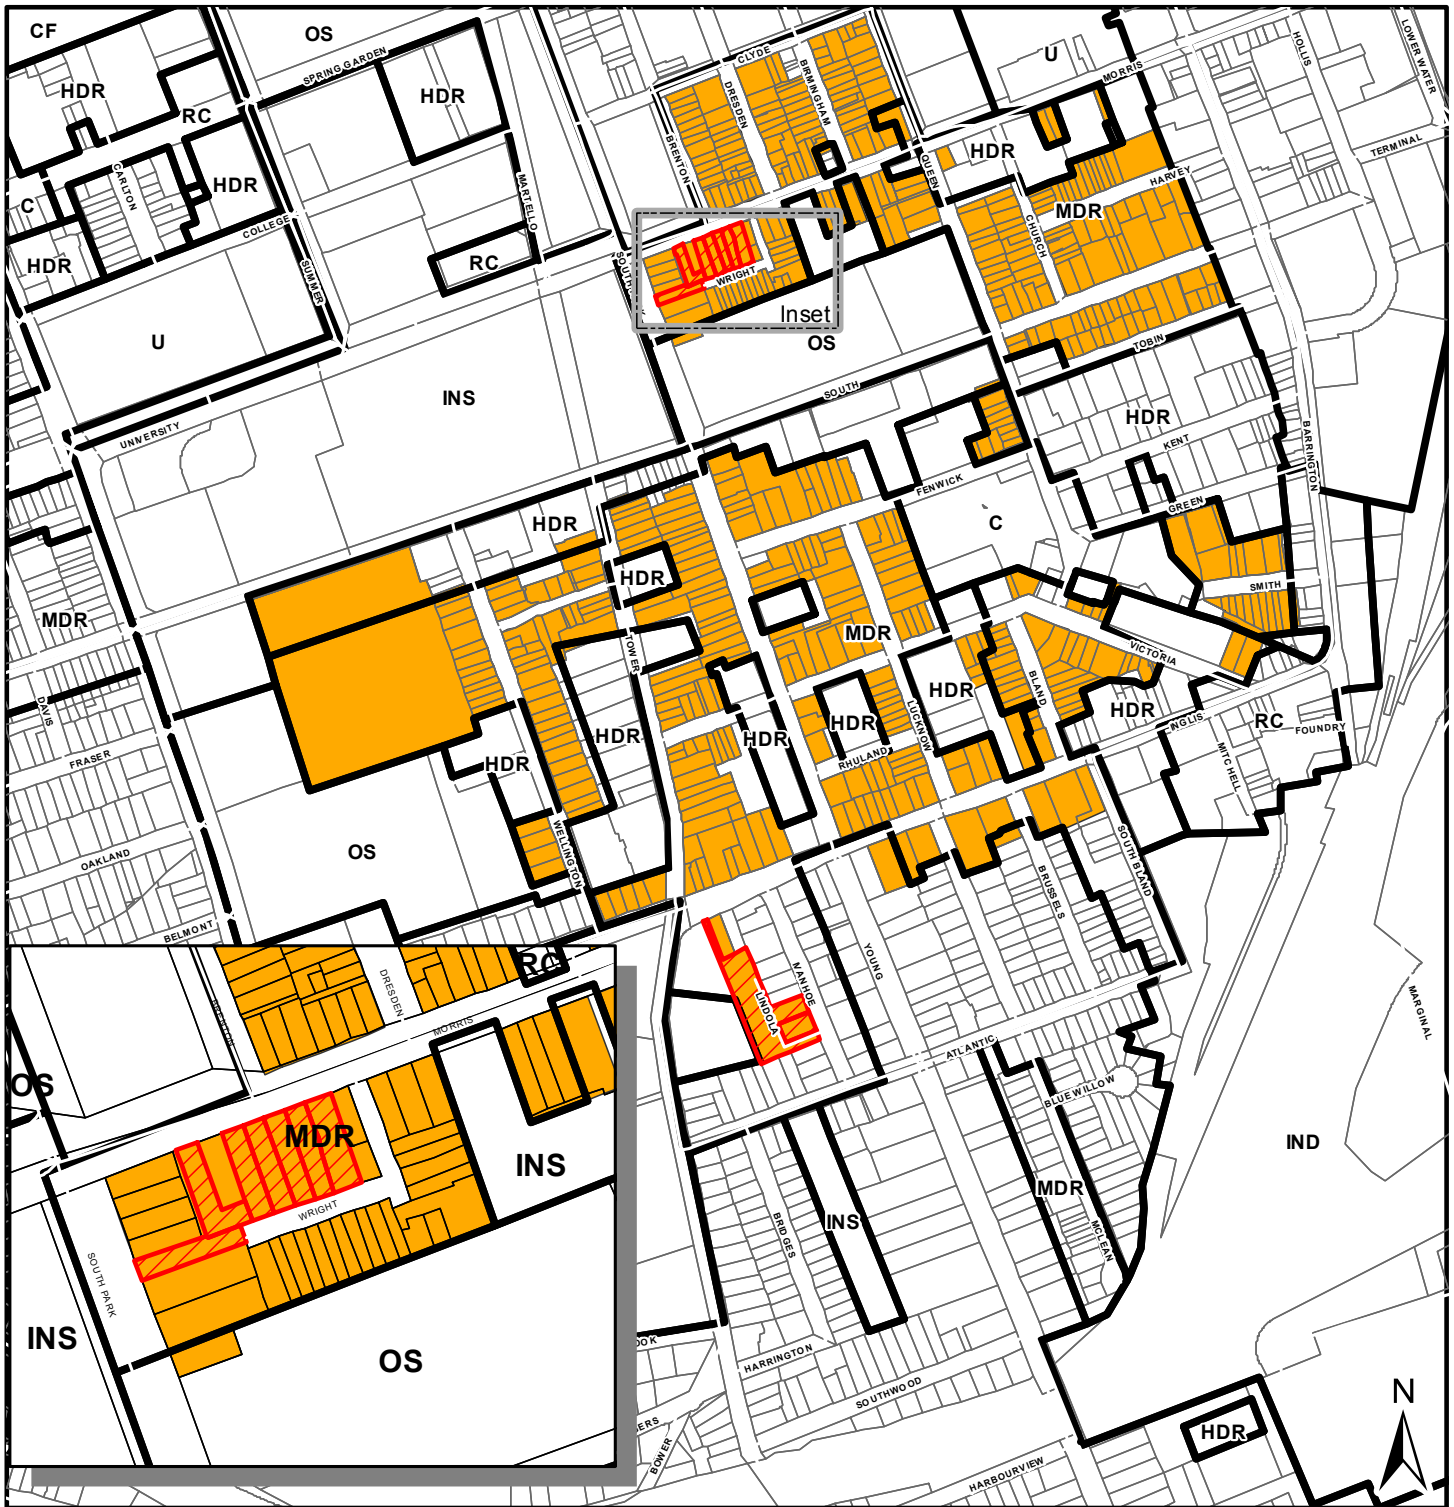 CF
OS
SPRING GARDEN
CLYDE
U
HOLLIS
LOWER WATER
HDR
HDR
DRESDEN
BIRMINGHAM
MORRIS
RC
BRENTON
QUEEN
HDR
TERMINAL
CARLTON
HDR
MARTELLO
HARVEY
C
MDR
COLLEGE
CHURCH
HDR
SUMMER
RC
SOUTH
WRIGHT
Inset
U
OS
TOBIN
SOUTH
INS
HDR
UNIVERSITY
KENT
BARRINGTON
FENWICK
GREEN
HDR
C
HDR
SMITH
MDR
MDR
TOWER
VICTORIA
DAVIS
BLAND
HDR
LUCKNOW
HDR
HDR
HDR
HDR
INGLIS
RC
FOUNDRY
FRASER
HDR
RHULAND
MITCHELL
OAKLAND
OS
WELLINGTON
SOUTH BLAND
BRUSSELS
BELMONT
YOUNG
IVANHOE
LINDOLA
MARGINAL
ATLANTIC
BLUE WILLOW
IND
MDR
BRIDGES
INS
MCLEAN
OOK
HARRINGTON
SOUTHWOOD
ERS
BOWER
HARBOURVIEW
HDR
N
RC
DRESDEN
BRENTON
MORRIS
OS
MDR
INS
WRIGHT
SOUTH PARK
INS
OS